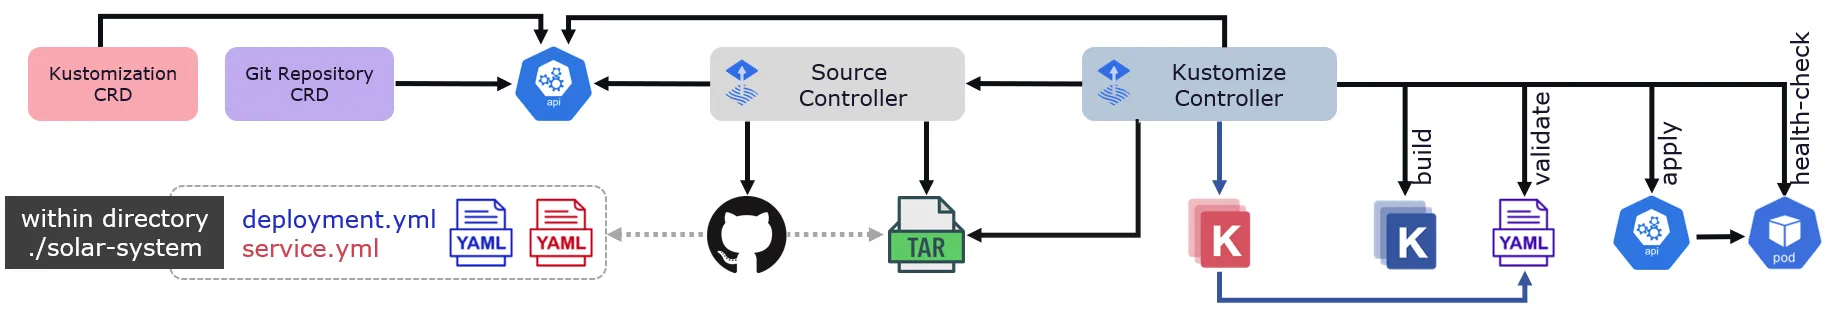 Kustomization
CRD
Git Repository
CRD
api
Source
Controller
Kustomize
Controller
build
validate
apply
health-check
within directory
./solar-system
deployment.yml
service.yml
YAML
YAML
TAR
K
K
YAML
api
pod